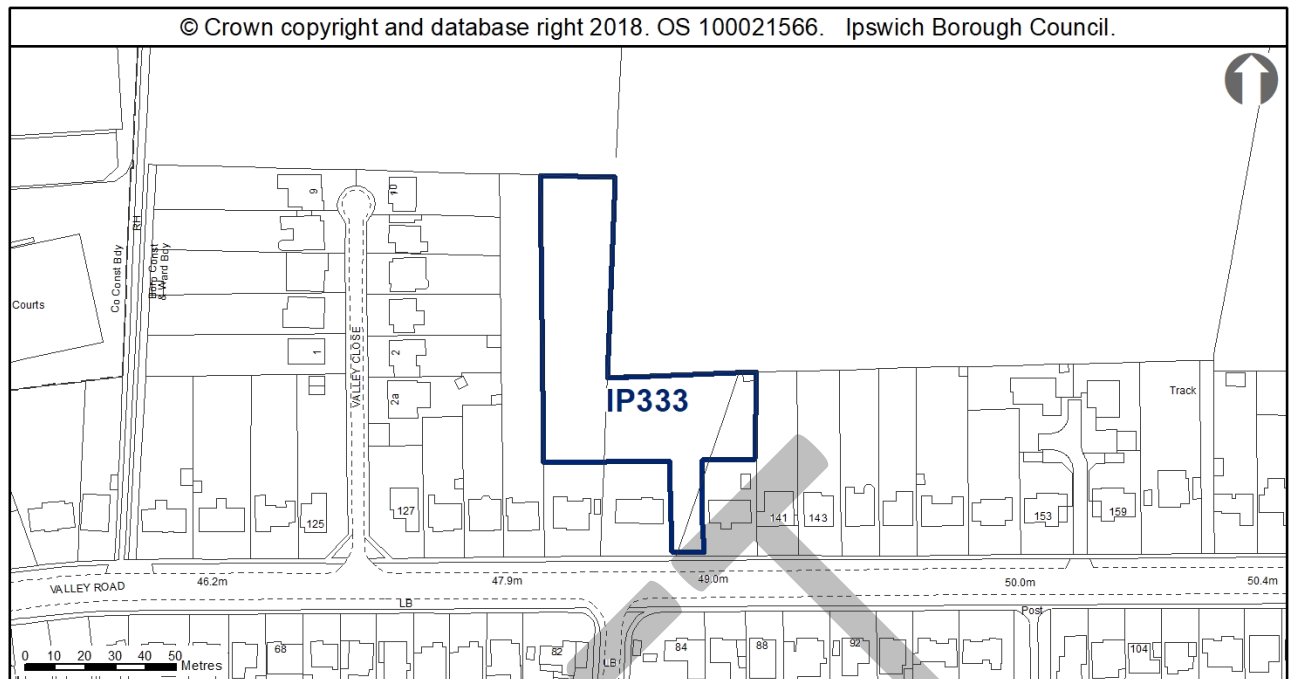 © Crown copyright and database right 2018. OS 100021566. Ipswich Borough Council.
9
10
RH
Co Const Bdy
Boro Const
& Ward Bdy
Courts
VALLEY CLOSE
1
2
2a
IP333
Track
125
127
141
143
153
159
VALLEY ROAD
46.2m
47.9m
49.0m
50.0m
50.4m
LB
Post
68
82
LB
84
88
92
104
0 10 20 30 40 50
Metres